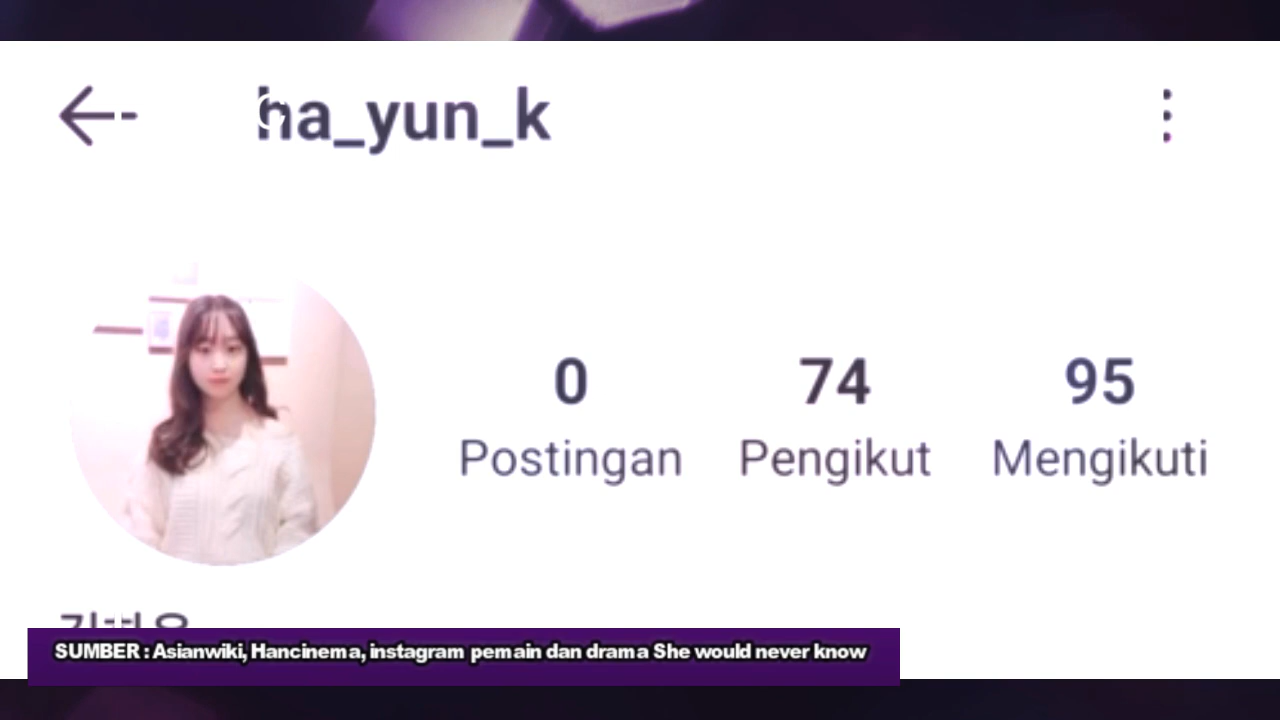 ha_yun_k
0 74 95
Postingan Pengikut Mengikuti
SUMBER : Asianwiki, Hancinema, instagram pemain dan drama She would never know